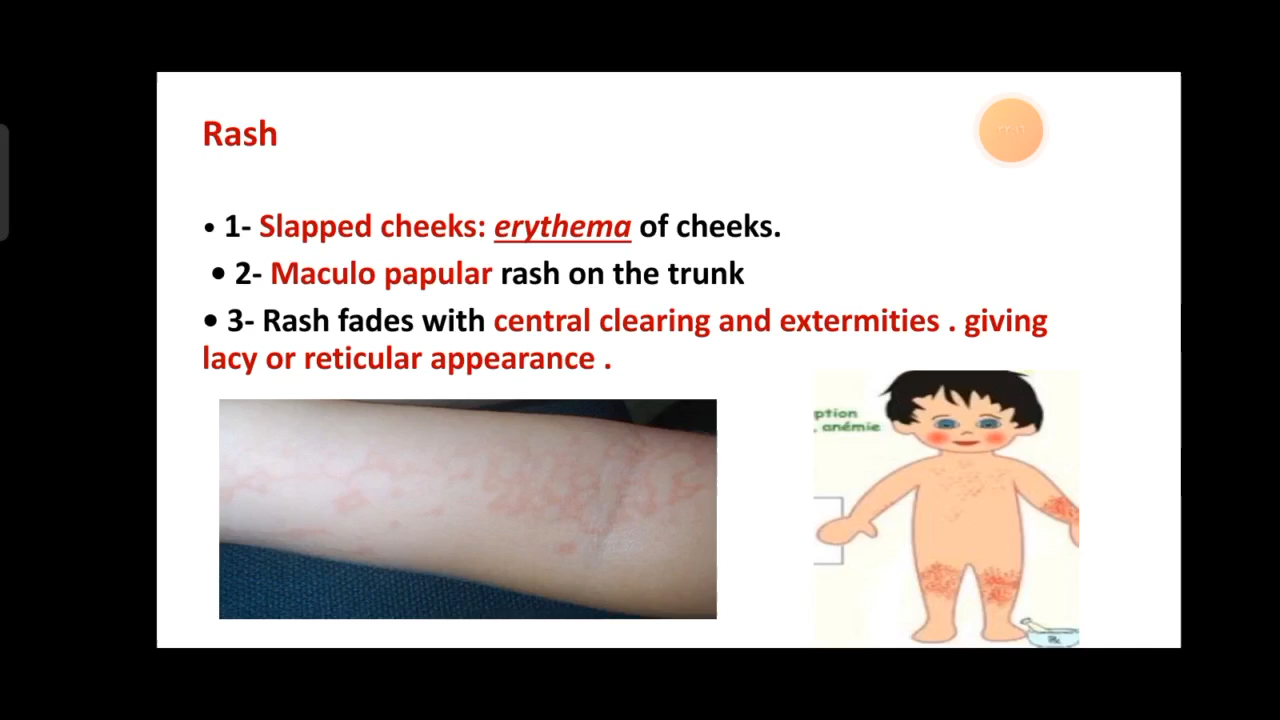 Rash
• 1- Slapped cheeks: erythema of cheeks.
• 2- Maculo papular rash on the trunk
• 3- Rash fades with central clearing and extermities . giving
lacy or reticular appearance .
ption
, anémie